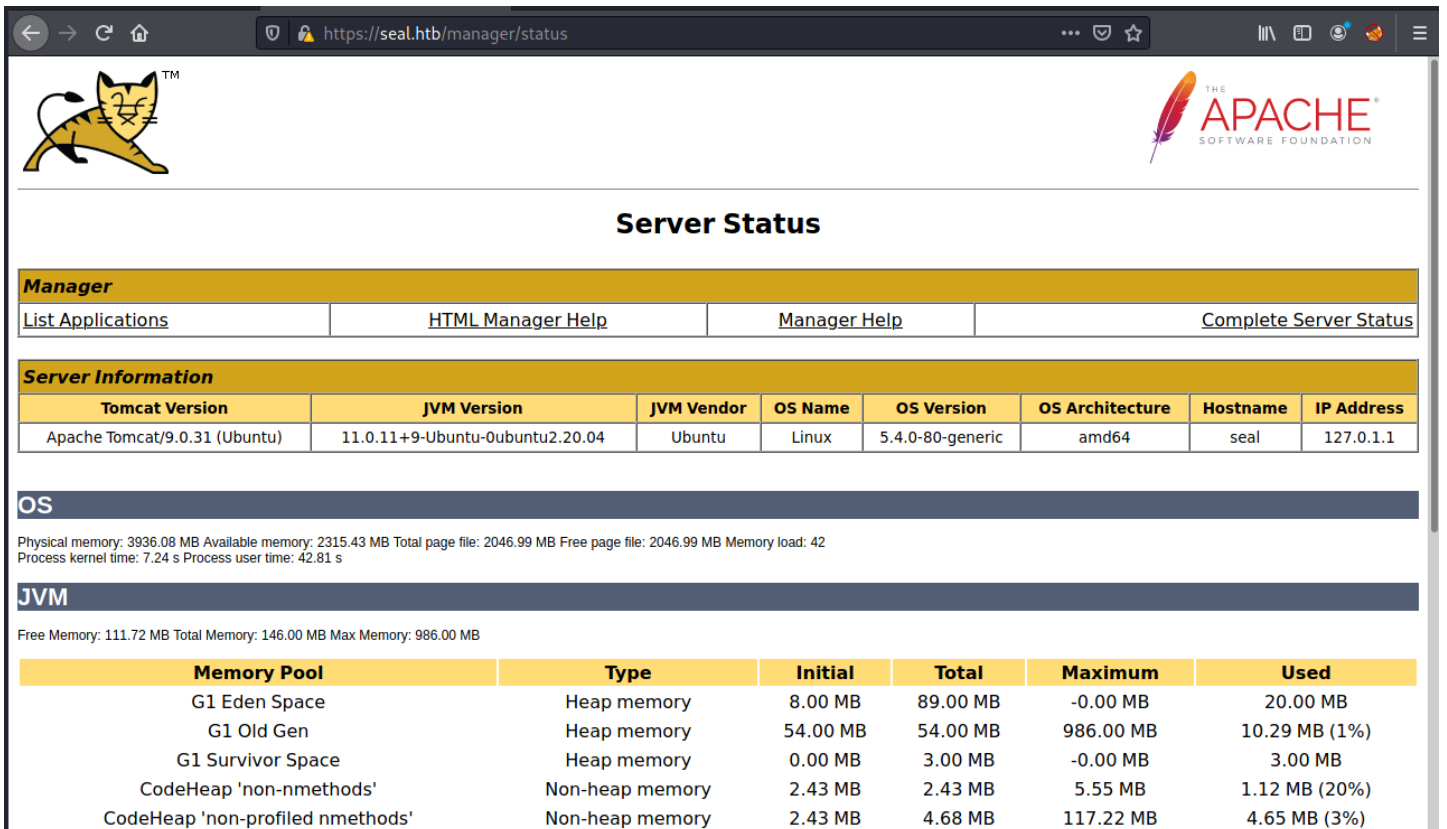 https://seal.htb/manager/status
TM
THE
APACHE®
SOFTWARE FOUNDATION
Server Status
Manager
List Applications HTML Manager Help Manager Help Complete Server Status
Server Information
Tomcat Version JVM Version JVM Vendor OS Name OS Version OS Architecture Hostname IP Address
Apache Tomcat/9.0.31 (Ubuntu) 11.0.11+9-Ubuntu-0ubuntu2.20.04 Ubuntu Linux 5.4.0-80-generic amd64 seal 127.0.1.1
OS
Physical memory: 3936.08 MB Available memory: 2315.43 MB Total page file: 2046.99 MB Free page file: 2046.99 MB Memory load: 42
Process kernel time: 7.24 s Process user time: 42.81 s
JVM
Free Memory: 111.72 MB Total Memory: 146.00 MB Max Memory: 986.00 MB
Memory Pool Type Initial Total Maximum Used
G1 Eden Space Heap memory 8.00 MB 89.00 MB -0.00 MB 20.00 MB
G1 Old Gen Heap memory 54.00 MB 54.00 MB 986.00 MB 10.29 MB (1%)
G1 Survivor Space Heap memory 0.00 MB 3.00 MB -0.00 MB 3.00 MB
CodeHeap 'non-nmethods' Non-heap memory 2.43 MB 2.43 MB 5.55 MB 1.12 MB (20%)
CodeHeap 'non-profiled nmethods' Non-heap memory 2.43 MB 4.68 MB 117.22 MB 4.65 MB (3%)